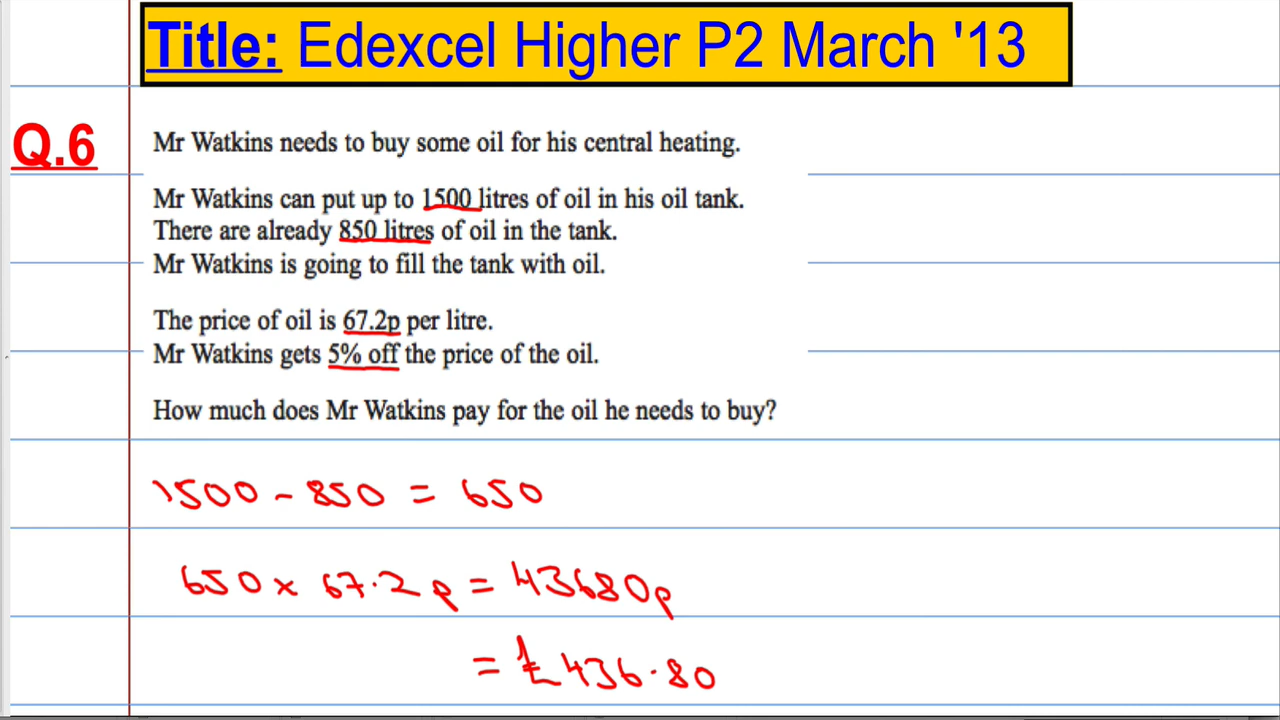 Title: Edexcel Higher P2 March '13
Q.6
Mr Watkins needs to buy some oil for his central heating.
Mr Watkins can put up to 1500 litres of oil in his oil tank.
There are already 850 litres of oil in the tank.
Mr Watkins is going to fill the tank with oil.
The price of oil is 67.2p per litre.
Mr Watkins gets 5% off the price of the oil.
How much does Mr Watkins pay for the oil he needs to buy?
1500 - 850 = 650
650 × 67.2p = 43680p
= £436.80